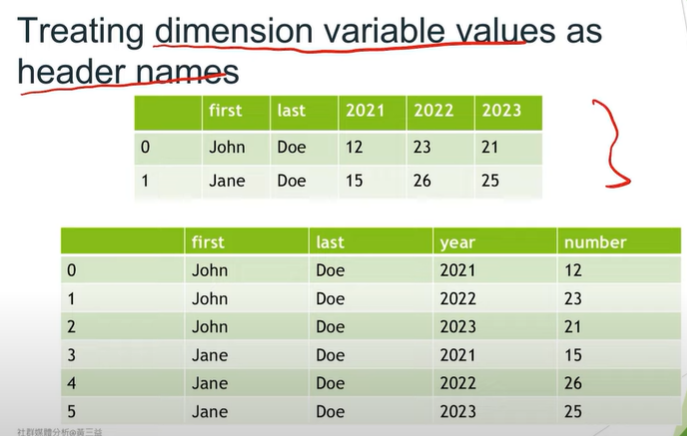 Treating dimension variable values as
header names
first last 2021 2022 2023
0 John Doe 12 23 21
1 Jane Doe 15 26 25
first last year number
0 John Doe 2021 12
1 John Doe 2022 23
2 John Doe 2023 21
3 Jane Doe 2021 15
4 Jane Doe 2022 26
5 Jane Doe 2023 25
社群媒體分析@黃三益